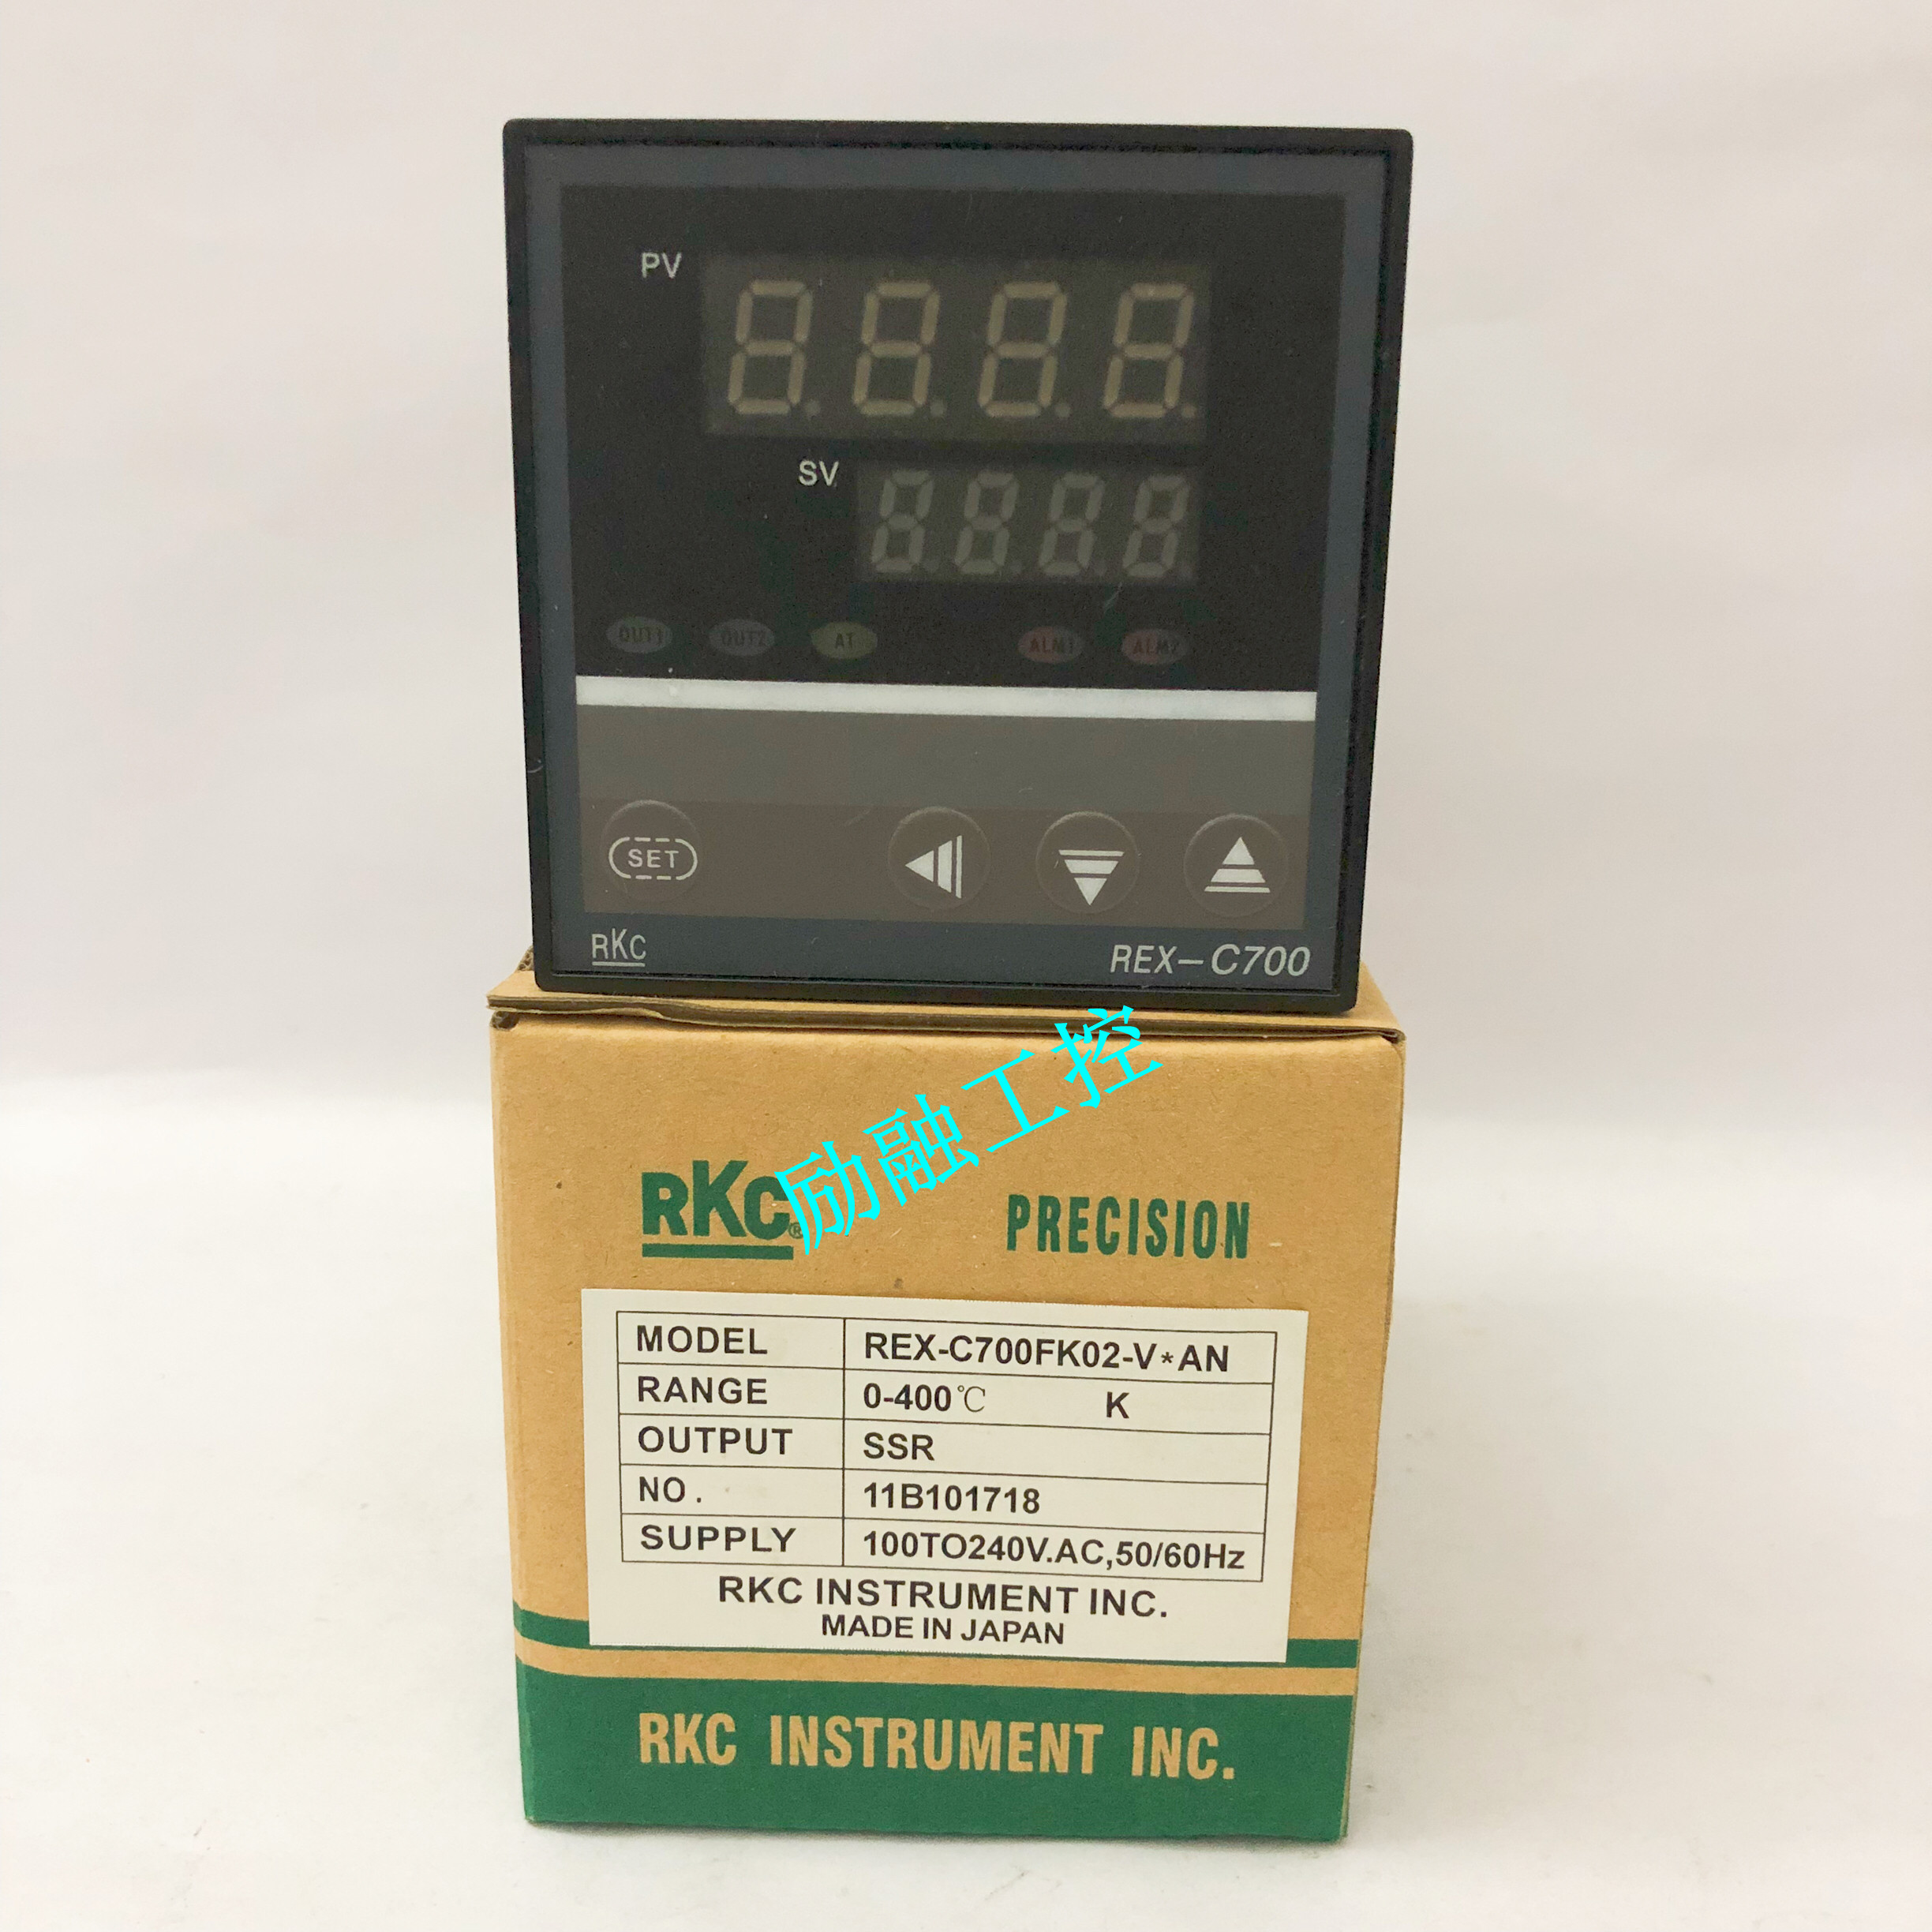 PV
8.8.8.8.
SV
8.8.8.8.
OUT1 OUT2 AT ALM1 ALM2
SET
RKC REX-C700
励融工控
RKC® PRECISION
MODEL REX-C700FK02-V*AN
RANGE 0-400℃ K
OUTPUT SSR
NO. 11B101718
SUPPLY 100TO240V.AC,50/60Hz
RKC INSTRUMENT INC.
MADE IN JAPAN
RKC INSTRUMENT INC.